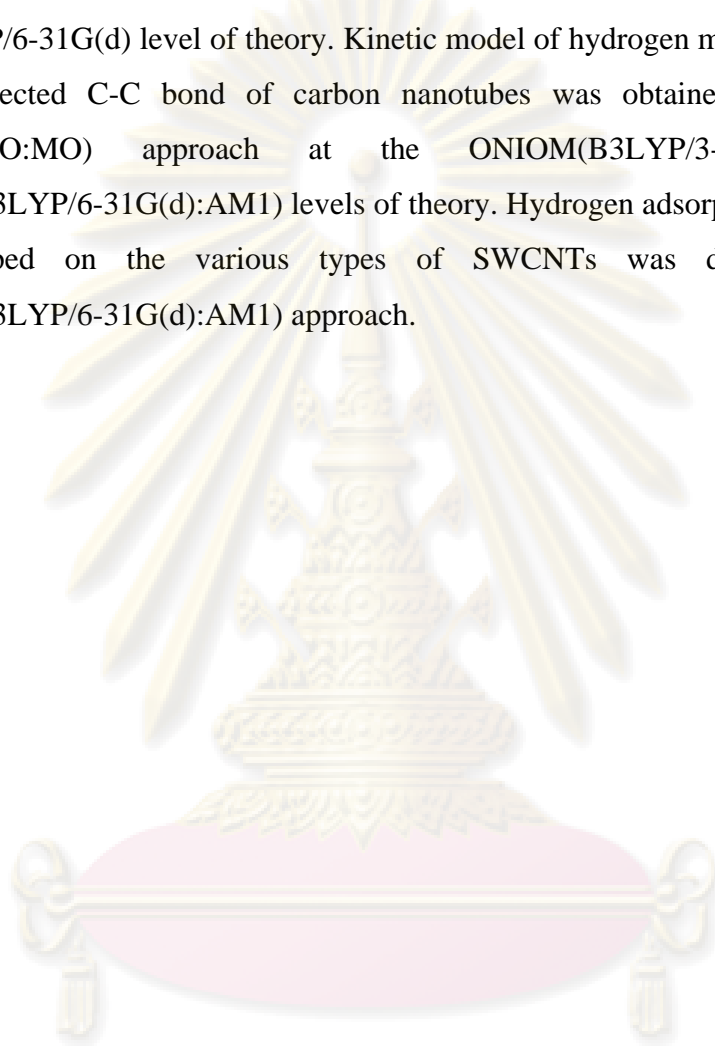 P/6-31G(d) level of theory. Kinetic model of hydrogen m
ected C-C bond of carbon nanotubes was obtaine
O:MO) approach at the ONIOM(B3LYP/3-
3LYP/6-31G(d):AM1) levels of theory. Hydrogen adsorp
bed on the various types of SWCNTs was d
3LYP/6-31G(d):AM1) approach.